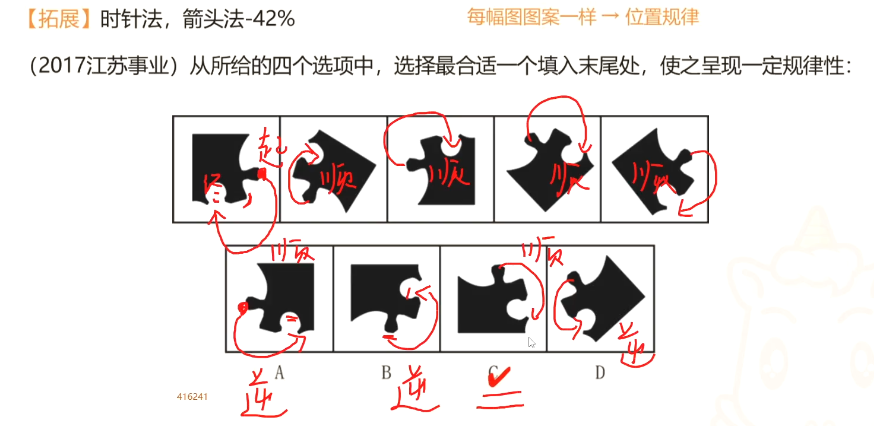 【拓展】时针法，箭头法-42%
每幅图图案一样 → 位置规律
（2017江苏事业）从所给的四个选项中，选择最合适一个填入末尾处，使之呈现一定规律性：
起
顺 顺 顺 顺
顺 顺
逆
A B C D
逆 逆
416241